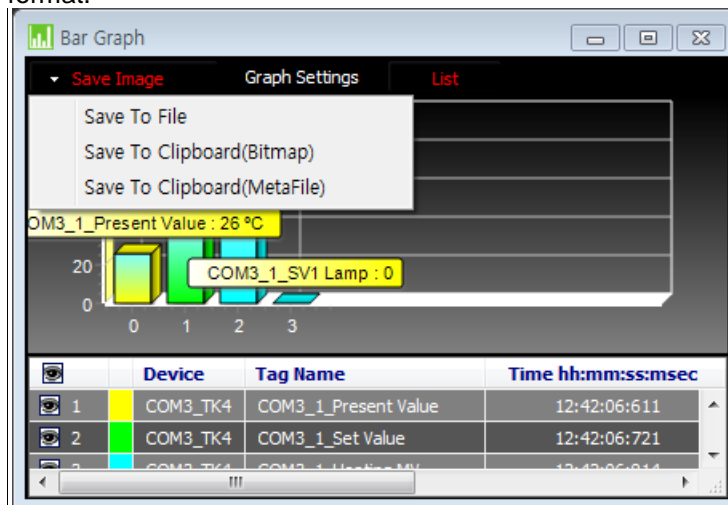 format.
Bar Graph
Save Image Graph Settings List
Save To File
Save To Clipboard(Bitmap)
Save To Clipboard(MetaFile)
OM3_1_Present Value : 26 ºC
20
COM3_1_SV1 Lamp : 0
0
0 1 2 3
Device Tag Name Time hh:mm:ss:msec
1 COM3_TK4 COM3_1_Present Value 12:42:06:611
2 COM3_TK4 COM3_1_Set Value 12:42:06:721